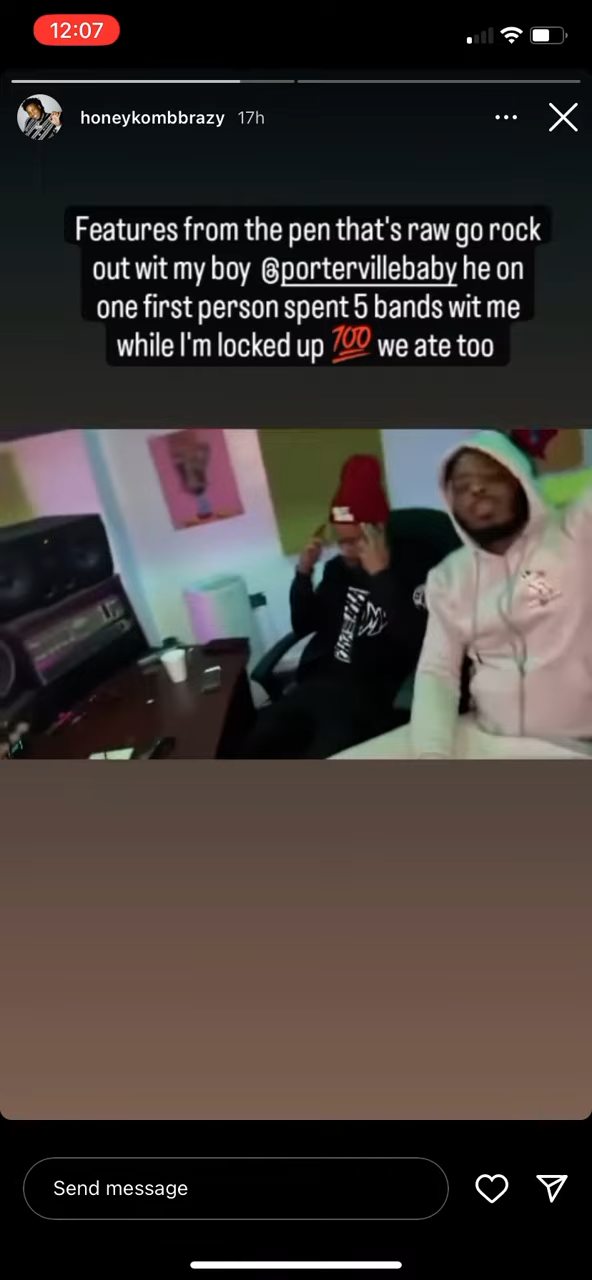 12:07
honeykombbrazy 17h
Features from the pen that's raw go rock
out wit my boy @portervillebaby he on
one first person spent 5 bands wit me
while I'm locked up 💯 we ate too
Send message